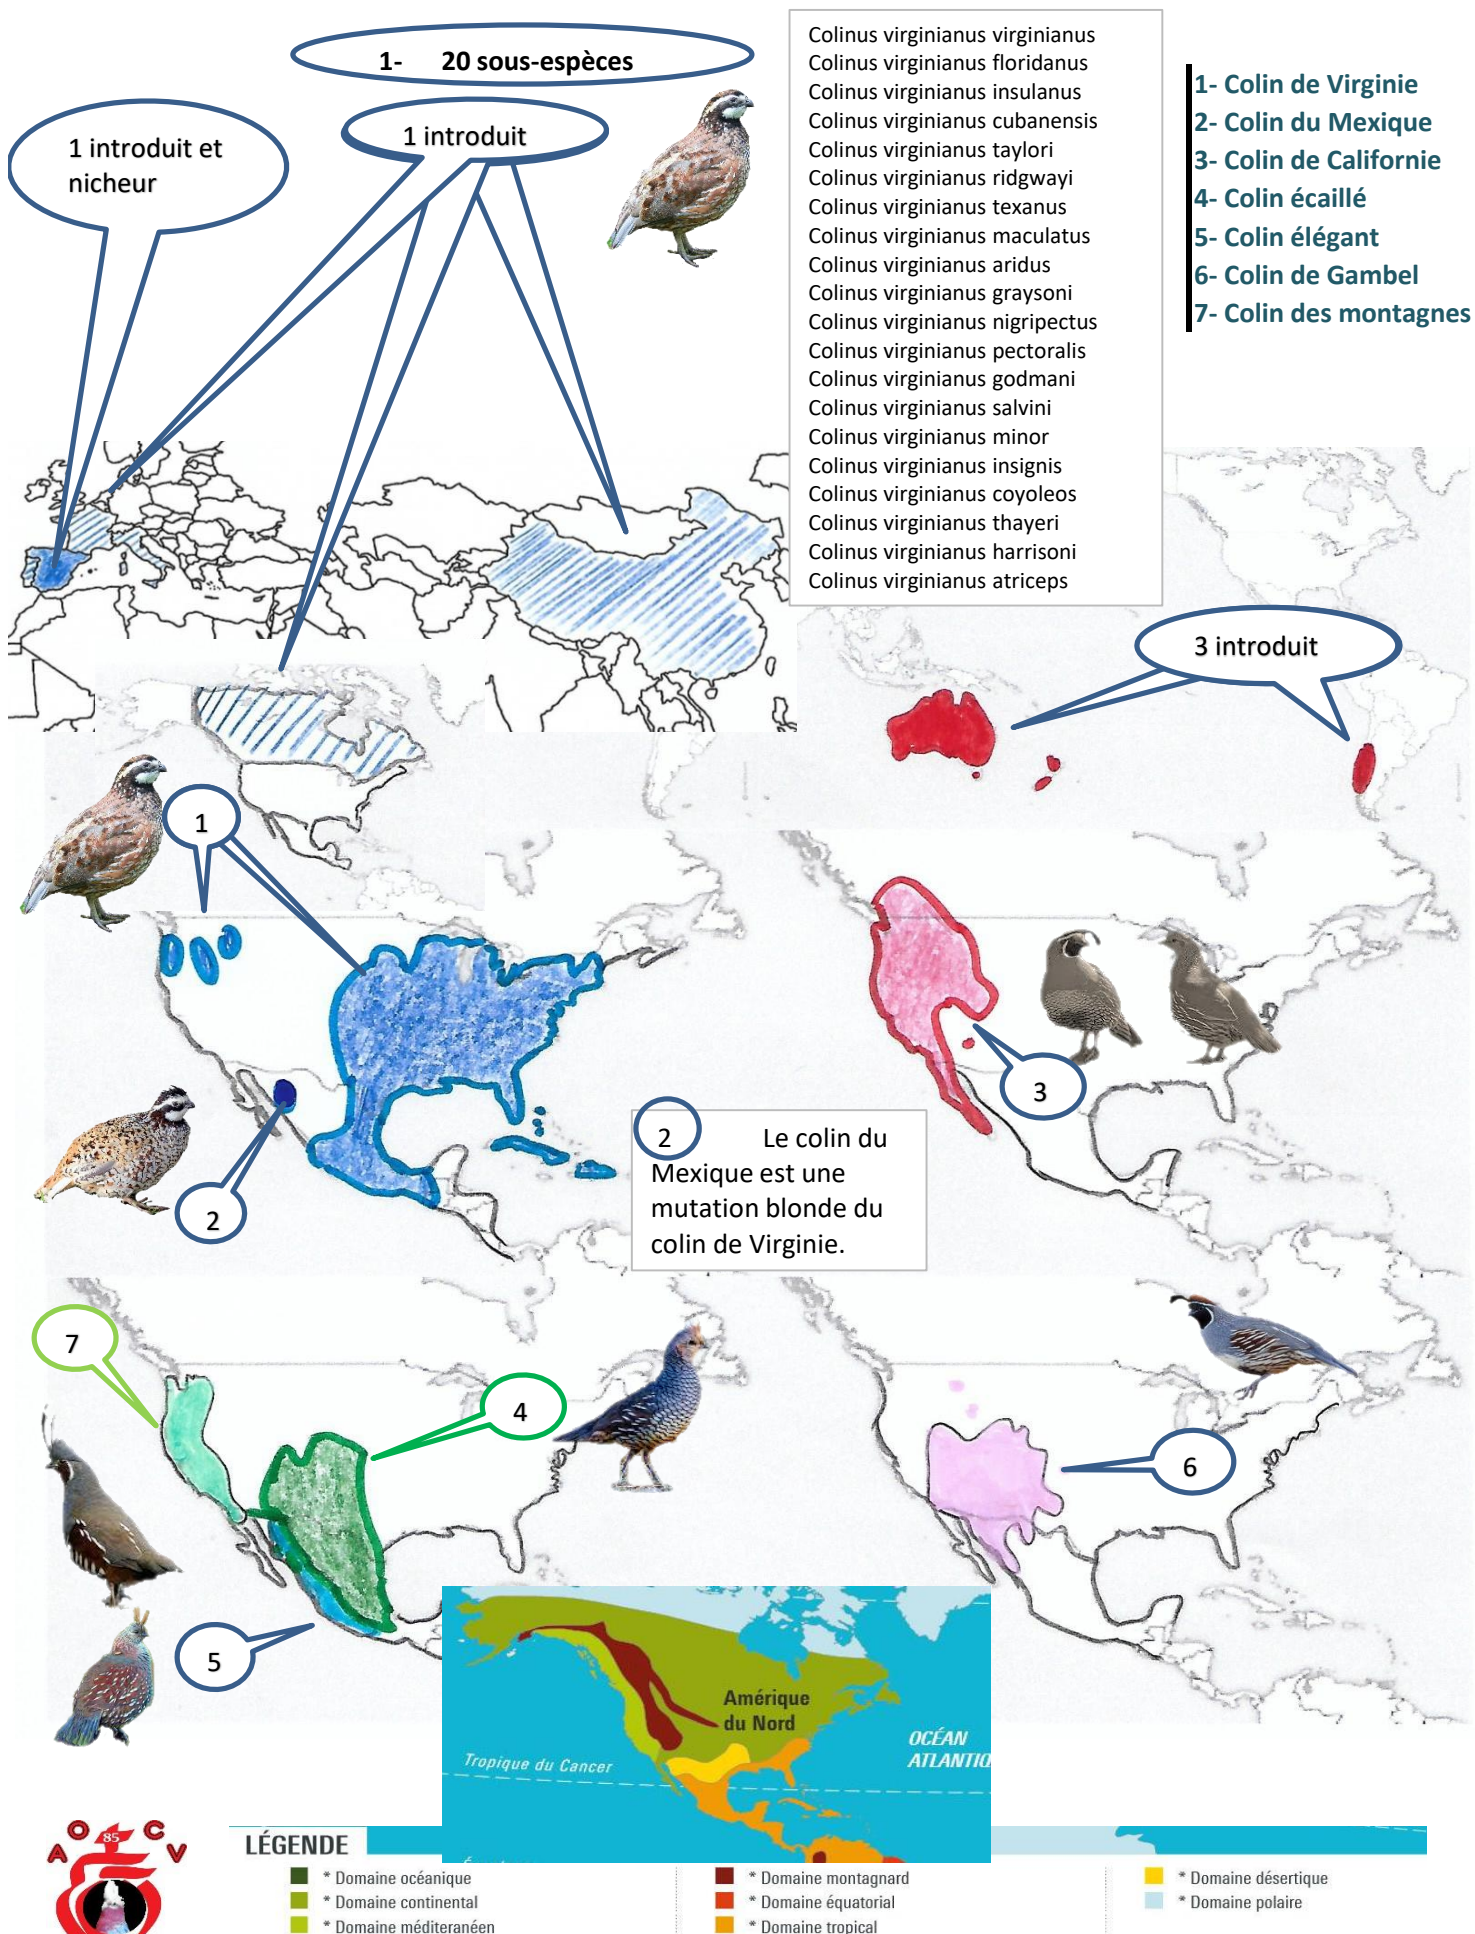 1- 20 sous-espèces
1 introduit et
nicheur
1 introduit
Colinus virginianus virginianus
Colinus virginianus floridanus
Colinus virginianus insulanus
Colinus virginianus cubanensis
Colinus virginianus taylori
Colinus virginianus ridgwayi
Colinus virginianus texanus
Colinus virginianus maculatus
Colinus virginianus aridus
Colinus virginianus graysoni
Colinus virginianus nigripectus
Colinus virginianus pectoralis
Colinus virginianus godmani
Colinus virginianus salvini
Colinus virginianus minor
Colinus virginianus insignis
Colinus virginianus coyoleos
Colinus virginianus thayeri
Colinus virginianus harrisoni
Colinus virginianus atriceps
1- Colin de Virginie
2- Colin du Mexique
3- Colin de Californie
4- Colin écaillé
5- Colin élégant
6- Colin de Gambel
7- Colin des montagnes
3 introduit
1
3
2
2 Le colin du
Mexique est une
mutation blonde du
colin de Virginie.
7
4
6
5
Amérique
du Nord
OCÉAN
ATLANTIQ
Tropique du Cancer
AOCV
85
LÉGENDE
* Domaine océanique
* Domaine continental
* Domaine méditeranéen
* Domaine montagnard
* Domaine équatorial
* Domaine tropical
* Domaine désertique
* Domaine polaire